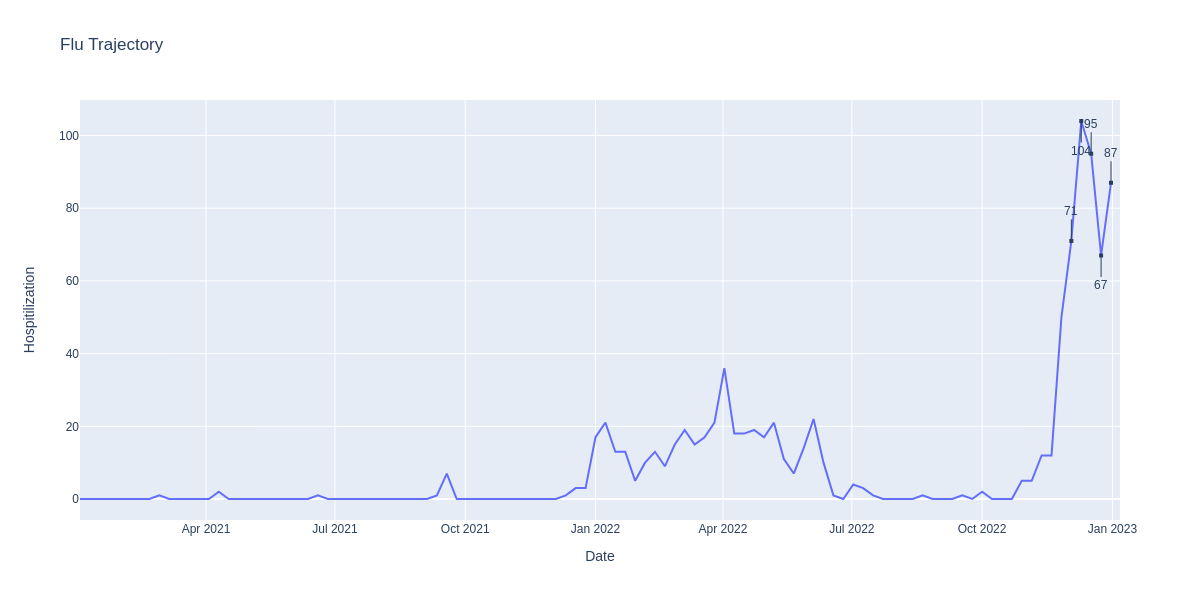 Flu Trajectory
Hospitilization
100
80
60
40
20
0
95
104
87
71
67
Apr 2021
Jul 2021
Oct 2021
Jan 2022
Apr 2022
Jul 2022
Oct 2022
Jan 2023
Date